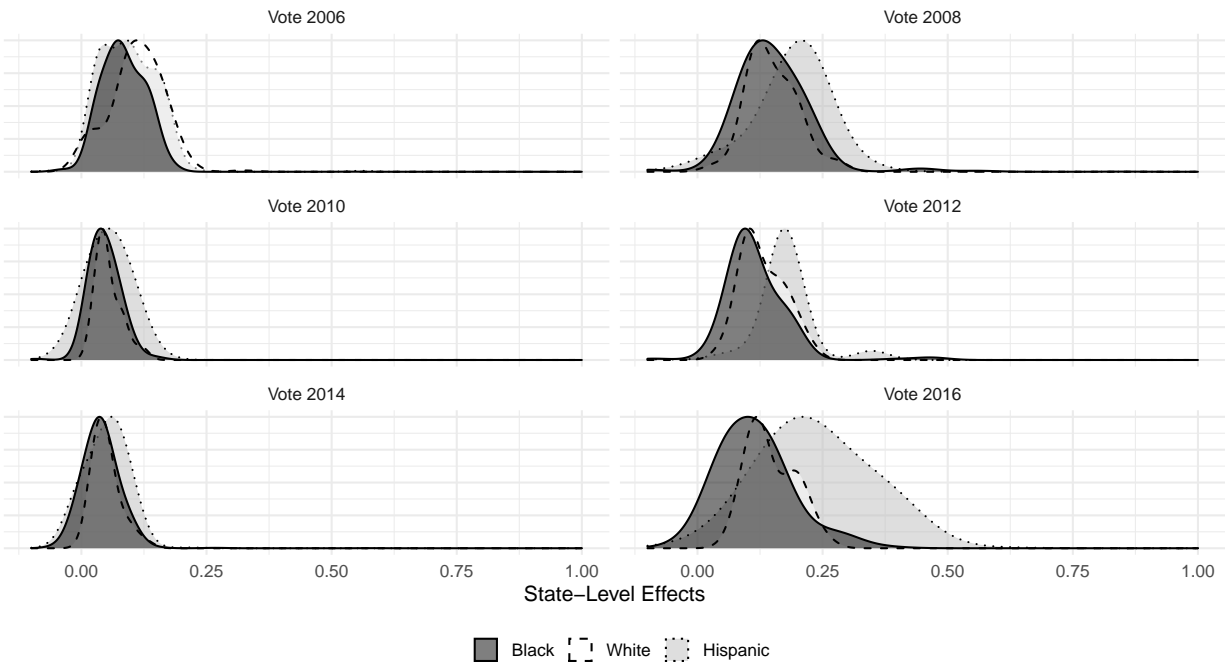 Vote 2006 Vote 2008
Vote 2010 Vote 2012
Vote 2014 Vote 2016
0.00 0.25 0.50 0.75 1.00 0.00 0.25 0.50 0.75 1.00
State−Level Effects
Black White Hispanic